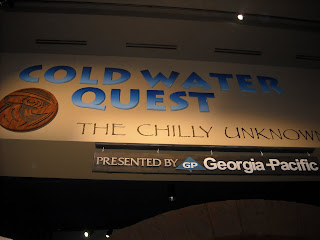 COLD WATER
QUEST
THE CHILLY UNKNOWN
PRESENTED BY GP Georgia-Pacific